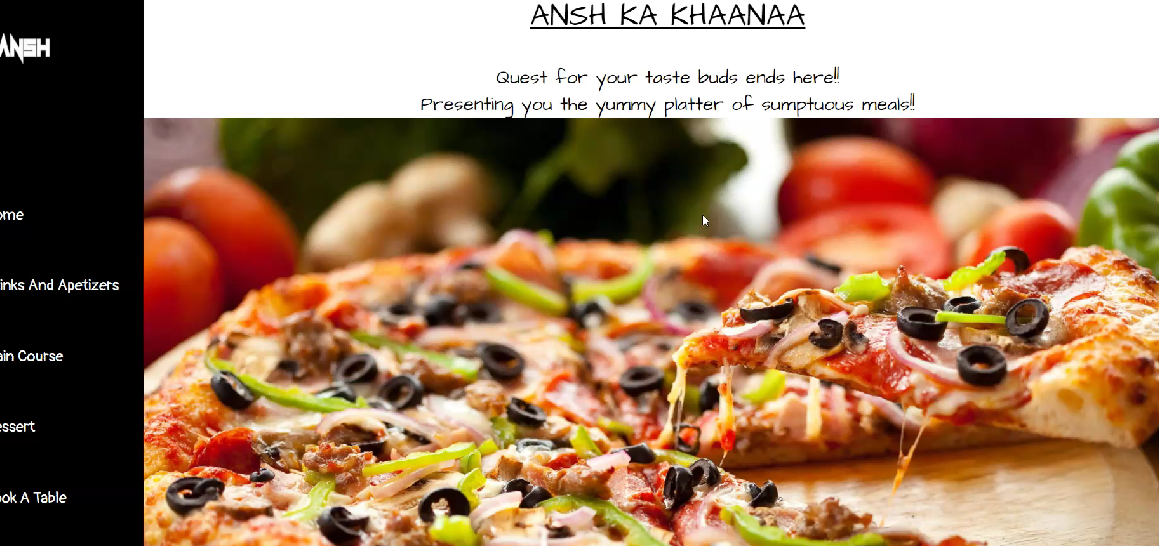 ANSH
ANSH KA KHAANAA
Quest for your taste buds ends here!!
Presenting you the yummy platter of sumptuous meals!!
ome
inks And Apetizers
ain Course
essert
ok A Table